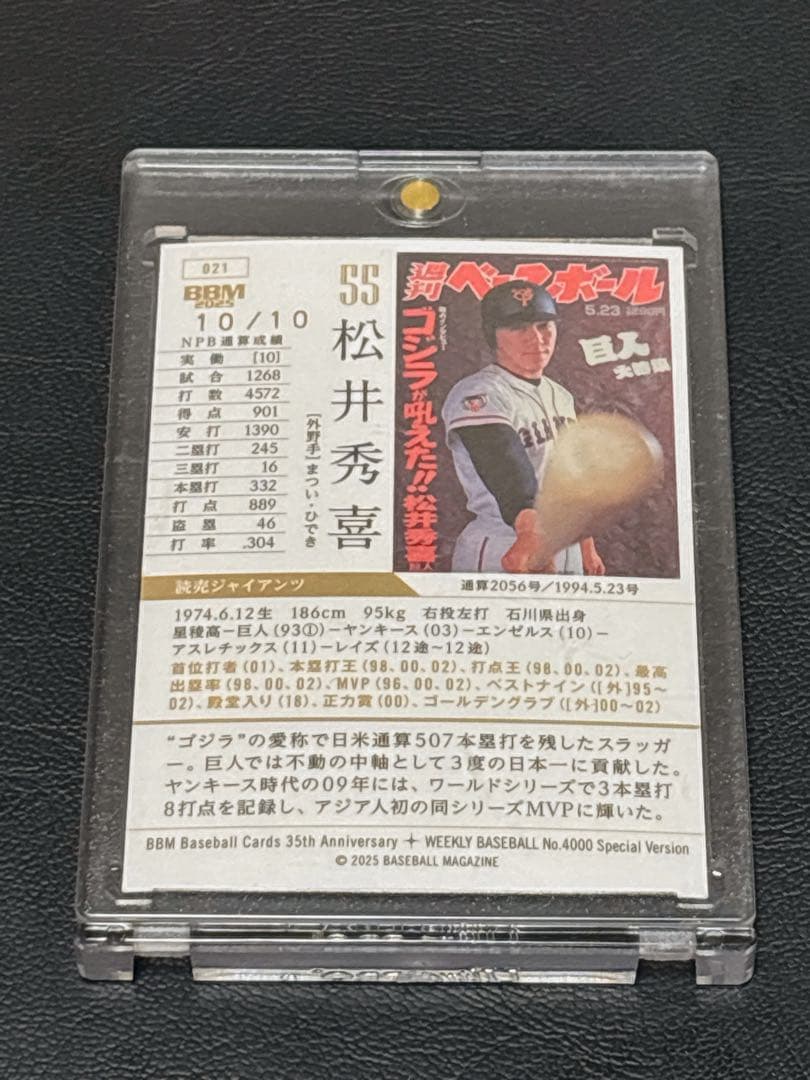 021
BBM
2025
10/10
NPB通算成績
実働 [10]
試合 1268
打数 4572
得点 901
安打 1390
二塁打 245
三塁打 16
本塁打 332
打点 889
盗塁 46
打率 .304
55
松井秀喜
[外野手]まつい・ひでき
週刊ベースボール
5.23
巨人
ゴジラが吼えた!!松井秀喜
GIANTS
通算2056号/1994.5.23号
読売ジャイアンツ
1974.6.12生 186cm 95kg 右投左打 石川県出身
星稜高−巨人(93①)−ヤンキース(03)−エンゼルス(10)−
アスレチックス(11)−レイズ(12途〜12途)
首位打者(01)、本塁打王(98、00、02)、打点王(98、00、02)、最高
出塁率(98、00、02)、MVP(96、00、02)、ベストナイン([外]95〜
02)、殿堂入り(18)、正力賞(00)、ゴールデングラブ([外]00〜02)
“ゴジラ”の愛称で日米通算507本塁打を残したスラッガ
ー。巨人では不動の中軸として3度の日本一に貢献した。
ヤンキース時代の09年には、ワールドシリーズで3本塁打
8打点を記録し、アジア人初の同シリーズMVPに輝いた。
BBM Baseball Cards 35th Anniversary ✦ WEEKLY BASEBALL No.4000 Special Version
© 2025 BASEBALL MAGAZINE